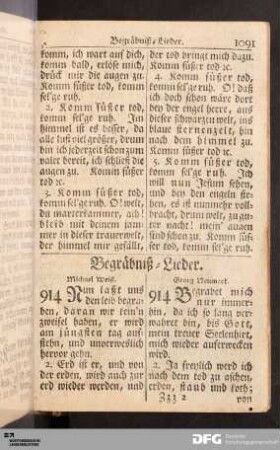 Begräbniß-Lieder. 1091
komm, ich wart auf dich,
komm bald, erlöse mich,
drück mir die augen zu.
Komm süßer tod, komm
sel'ge ruh.
2. Komm süßer tod,
komm sel'ge ruh. Im
himmel ist es besser, da
alle lust viel größer, drum
bin ich jederzeit schon zum
valet bereit, ich schließ die
augen zu. Komm süßer
tod ꝛc.
3. Komm süßer tod,
komm sel'ge ruh. O! welt,
du marterkammer, ach!
bleib mit deinem jam-
mer in dieser traurwelt,
der himmel mir gefällt,
der tod bringt mich dazu.
Komm süßer tod ꝛc.
4. Komm süßer tod,
komm sel'ge ruh. O! daß
ich doch schon wäre dort
bey der engel heere, aus
dieser schwarzen welt, ins
blaue sternenzelt, hin
nach dem himmel zu.
Komm süßer tod ꝛc.
5. Komm süßer tod,
komm sel'ge ruh. Ich
will nun Jesum sehen,
und bey den engeln ste-
hen, es ist nunmehr voll-
bracht, drum welt, zu gu-
ter nacht! mein' augen
sind schon zu. Komm süs-
ser tod, komm sel'ge ruh.
Begräbniß-Lieder.
Michael Weiß.
914 Nun laßt uns
den leib begra-
ben, daran wir kein'n
zweifel haben, er wird
am jüngsten tag auf-
stehn, und unverweslich
hervor gehn.
2. Erd ist er, und von
der erden, wird auch zur
erd wieder werden, und
Georg Neumark.
914 Begrabet mich
nur immer-
hin, da ich so lang ver-
wahret bin, bis Gott,
mein treuer Seelenhirt,
mich wieder auferwecken
wird.
2. Ja freylich werd ich
nach dem tod zu aschen,
erden, staub und koth;
Zzz 2 von
DFG